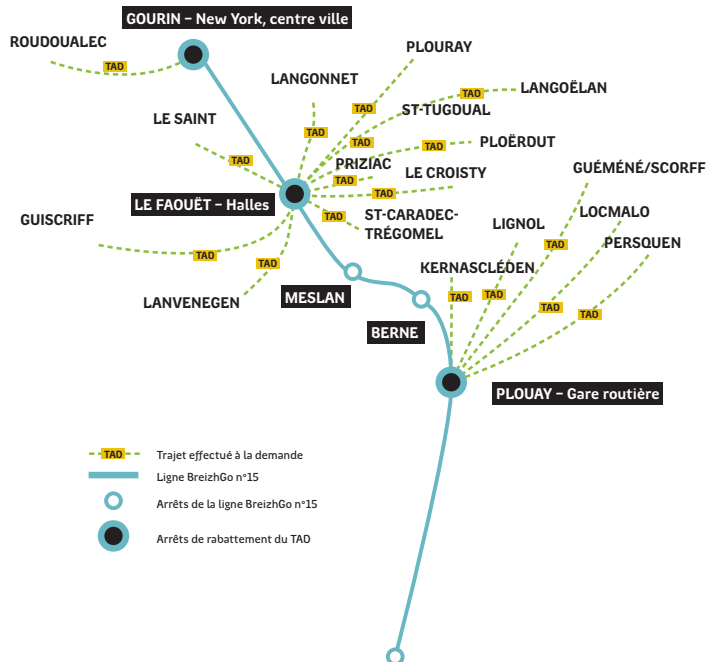 GOURIN – New York, centre ville
ROUDOUALEC
TAD
PLOURAY
LANGONNET
TAD
LANGOËLAN
TAD
ST-TUGDUAL
LE SAINT
TAD
TAD
TAD
PLOËRDUT
TAD
TAD
PRIZIAC
TAD
LE CROISTY
TAD
GUÉMÉNÉ/SCORFF
LE FAOUËT – Halles
ST-CARADEC-
TRÉGOMEL
TAD
LIGNOL
LOCMALO
GUISCRIFF
TAD
TAD
PERSQUEN
TAD
KERNASCLÉDEN
LANVENEGEN
MESLAN
TAD
TAD
TAD
TAD
BERNE
PLOUAY – Gare routière
TAD
Trajet effectué à la demande
Ligne BreizhGo n°15
Arrêts de la ligne BreizhGo n°15
Arrêts de rabattement du TAD